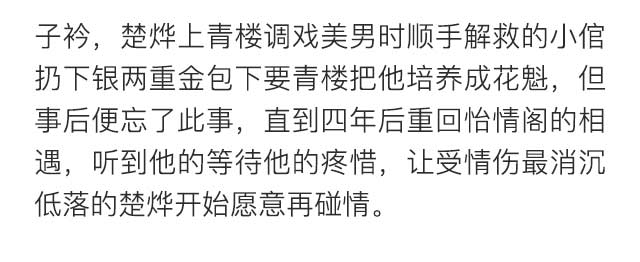 子衿，楚烨上青楼调戏美男时顺手解救的小倌
扔下银两重金包下要青楼把他培养成花魁，但
事后便忘了此事，直到四年后重回怡情阁的相
遇，听到他的等待他的疼惜，让受情伤最消沉
低落的楚烨开始愿意再碰情。